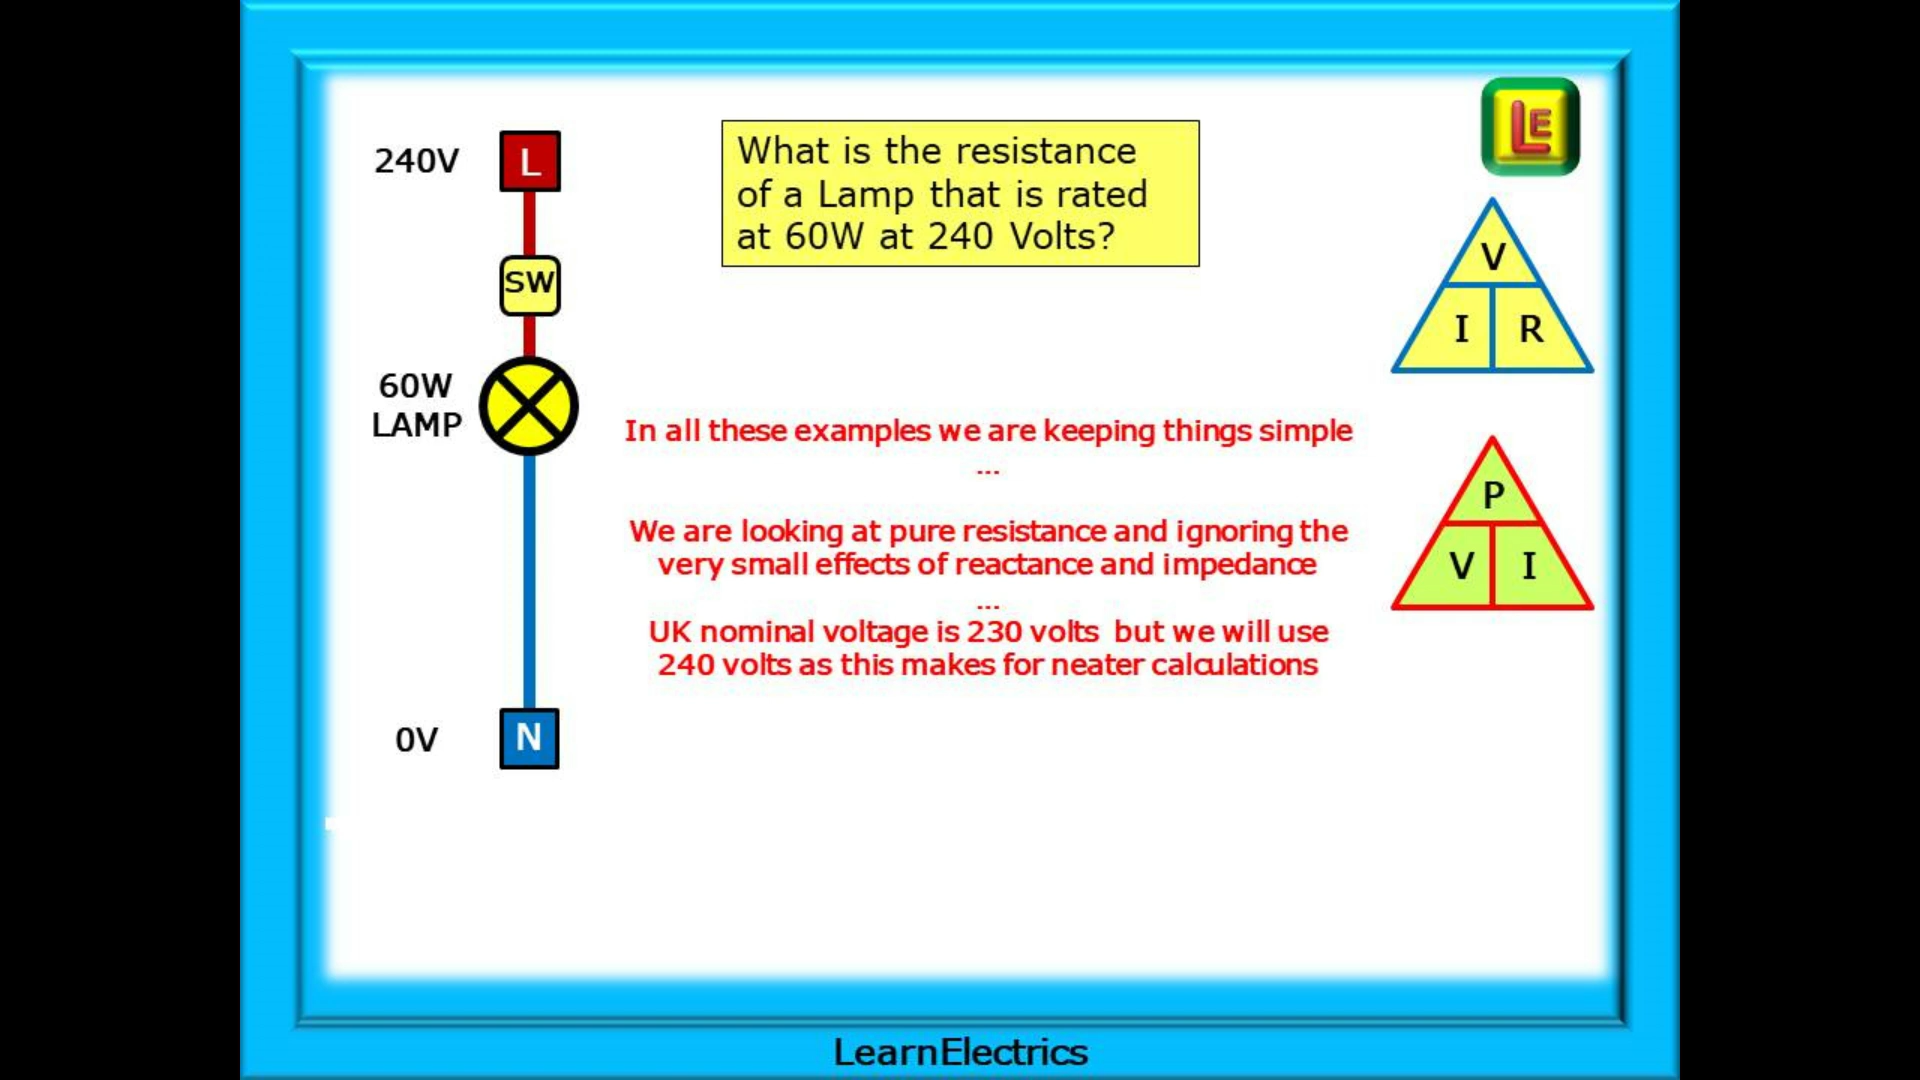 240V
L
What is the resistance
of a Lamp that is rated
at 60W at 240 Volts?
LE
SW
V
I R
60W
LAMP
In all these examples we are keeping things simple
...
We are looking at pure resistance and ignoring the
very small effects of reactance and impedance
...
UK nominal voltage is 230 volts but we will use
240 volts as this makes for neater calculations
P
V I
0V
N
LearnElectrics